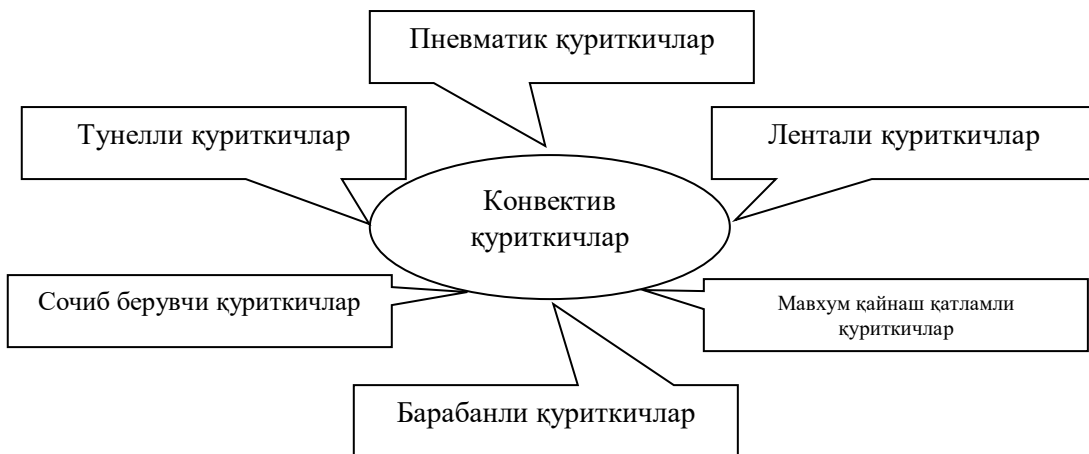 Пневматик қуриткичлар
Тунелли қуриткичлар
Лентали қуриткичлар
Конвектив
қуриткичлар
Сочиб берувчи қуриткичлар
Мавхум қайнаш қатламли
қуриткичлар
Барабанли қуриткичлар